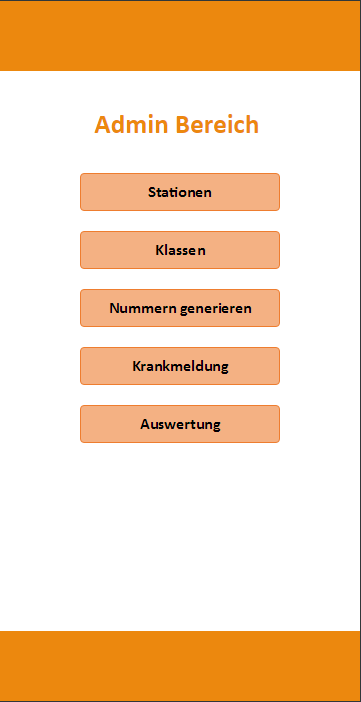 Admin Bereich
Stationen
Klassen
Nummern generieren
Krankmeldung
Auswertung